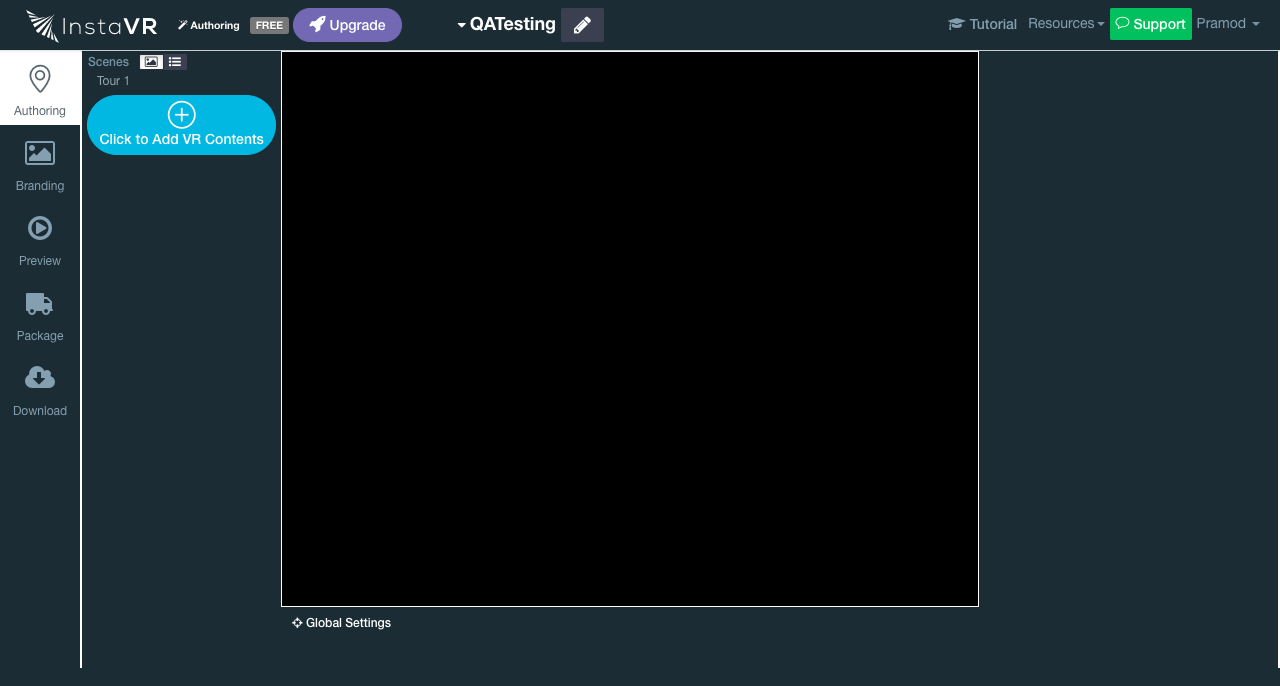 InstaVR Authoring FREE Upgrade QATesting Tutorial Resources Support Pramod
Authoring
Branding
Preview
Package
Download
Scenes
Tour 1
Click to Add VR Contents
Global Settings